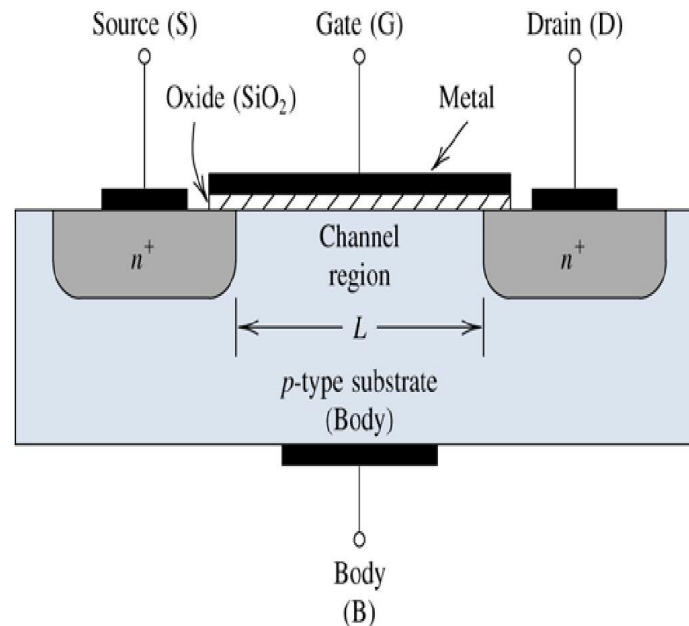 Source (S)
Gate (G)
Drain (D)
Oxide (SiO₂)
Metal
n⁺
Channel
region
n⁺
L
p-type substrate
(Body)
Body
(B)